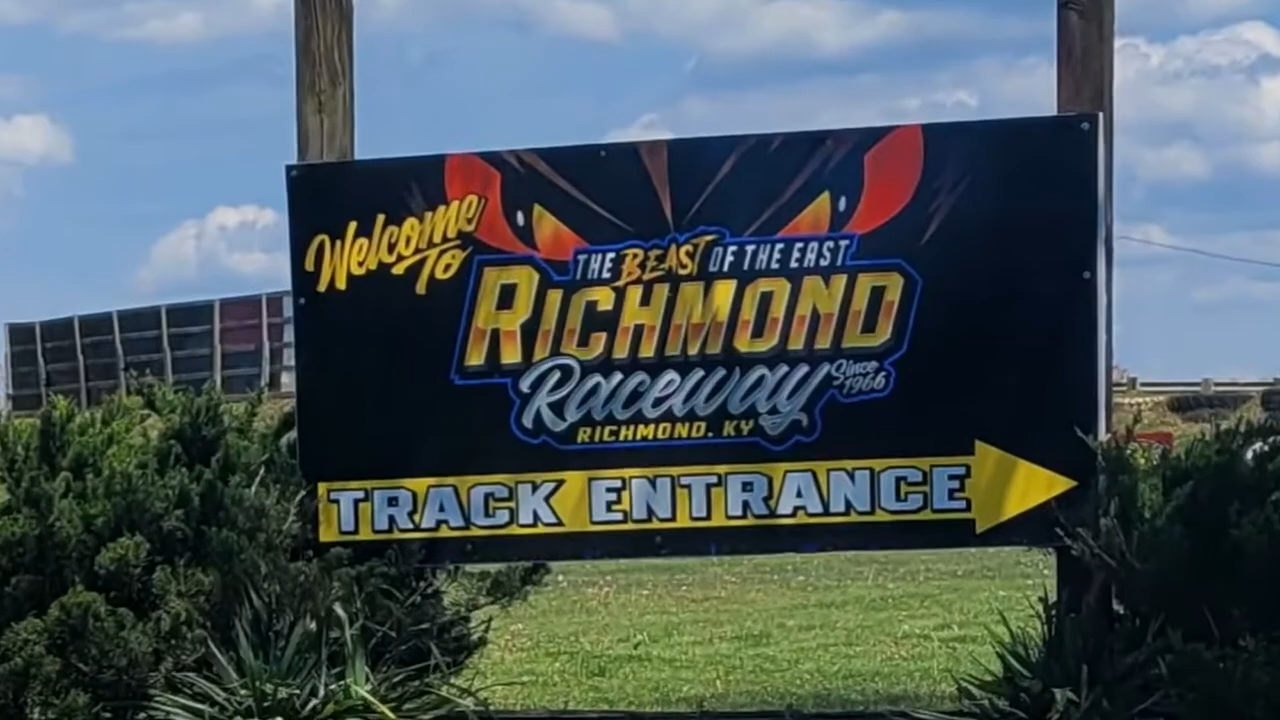 Welcome
To
THE BEAST OF THE EAST
RICHMOND
Raceway
Since
1966
RICHMOND, KY
TRACK ENTRANCE